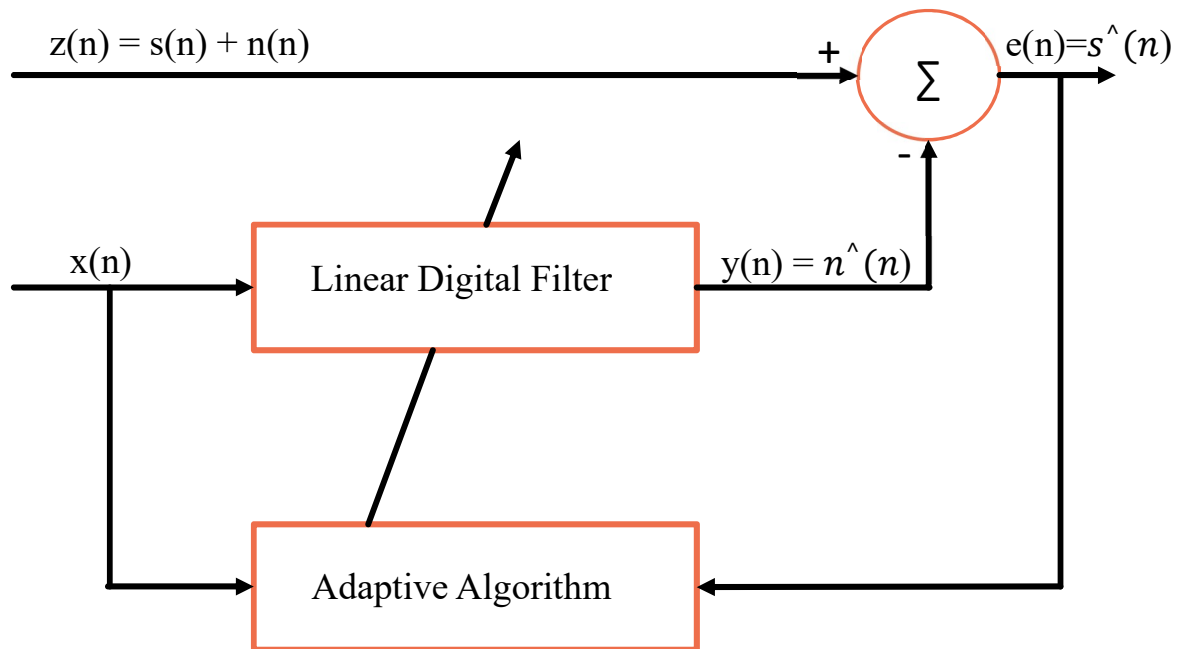 z(n) = s(n) + n(n)
+
Σ
e(n)=s^(n)
-
x(n)
Linear Digital Filter
y(n) = n^(n)
Adaptive Algorithm